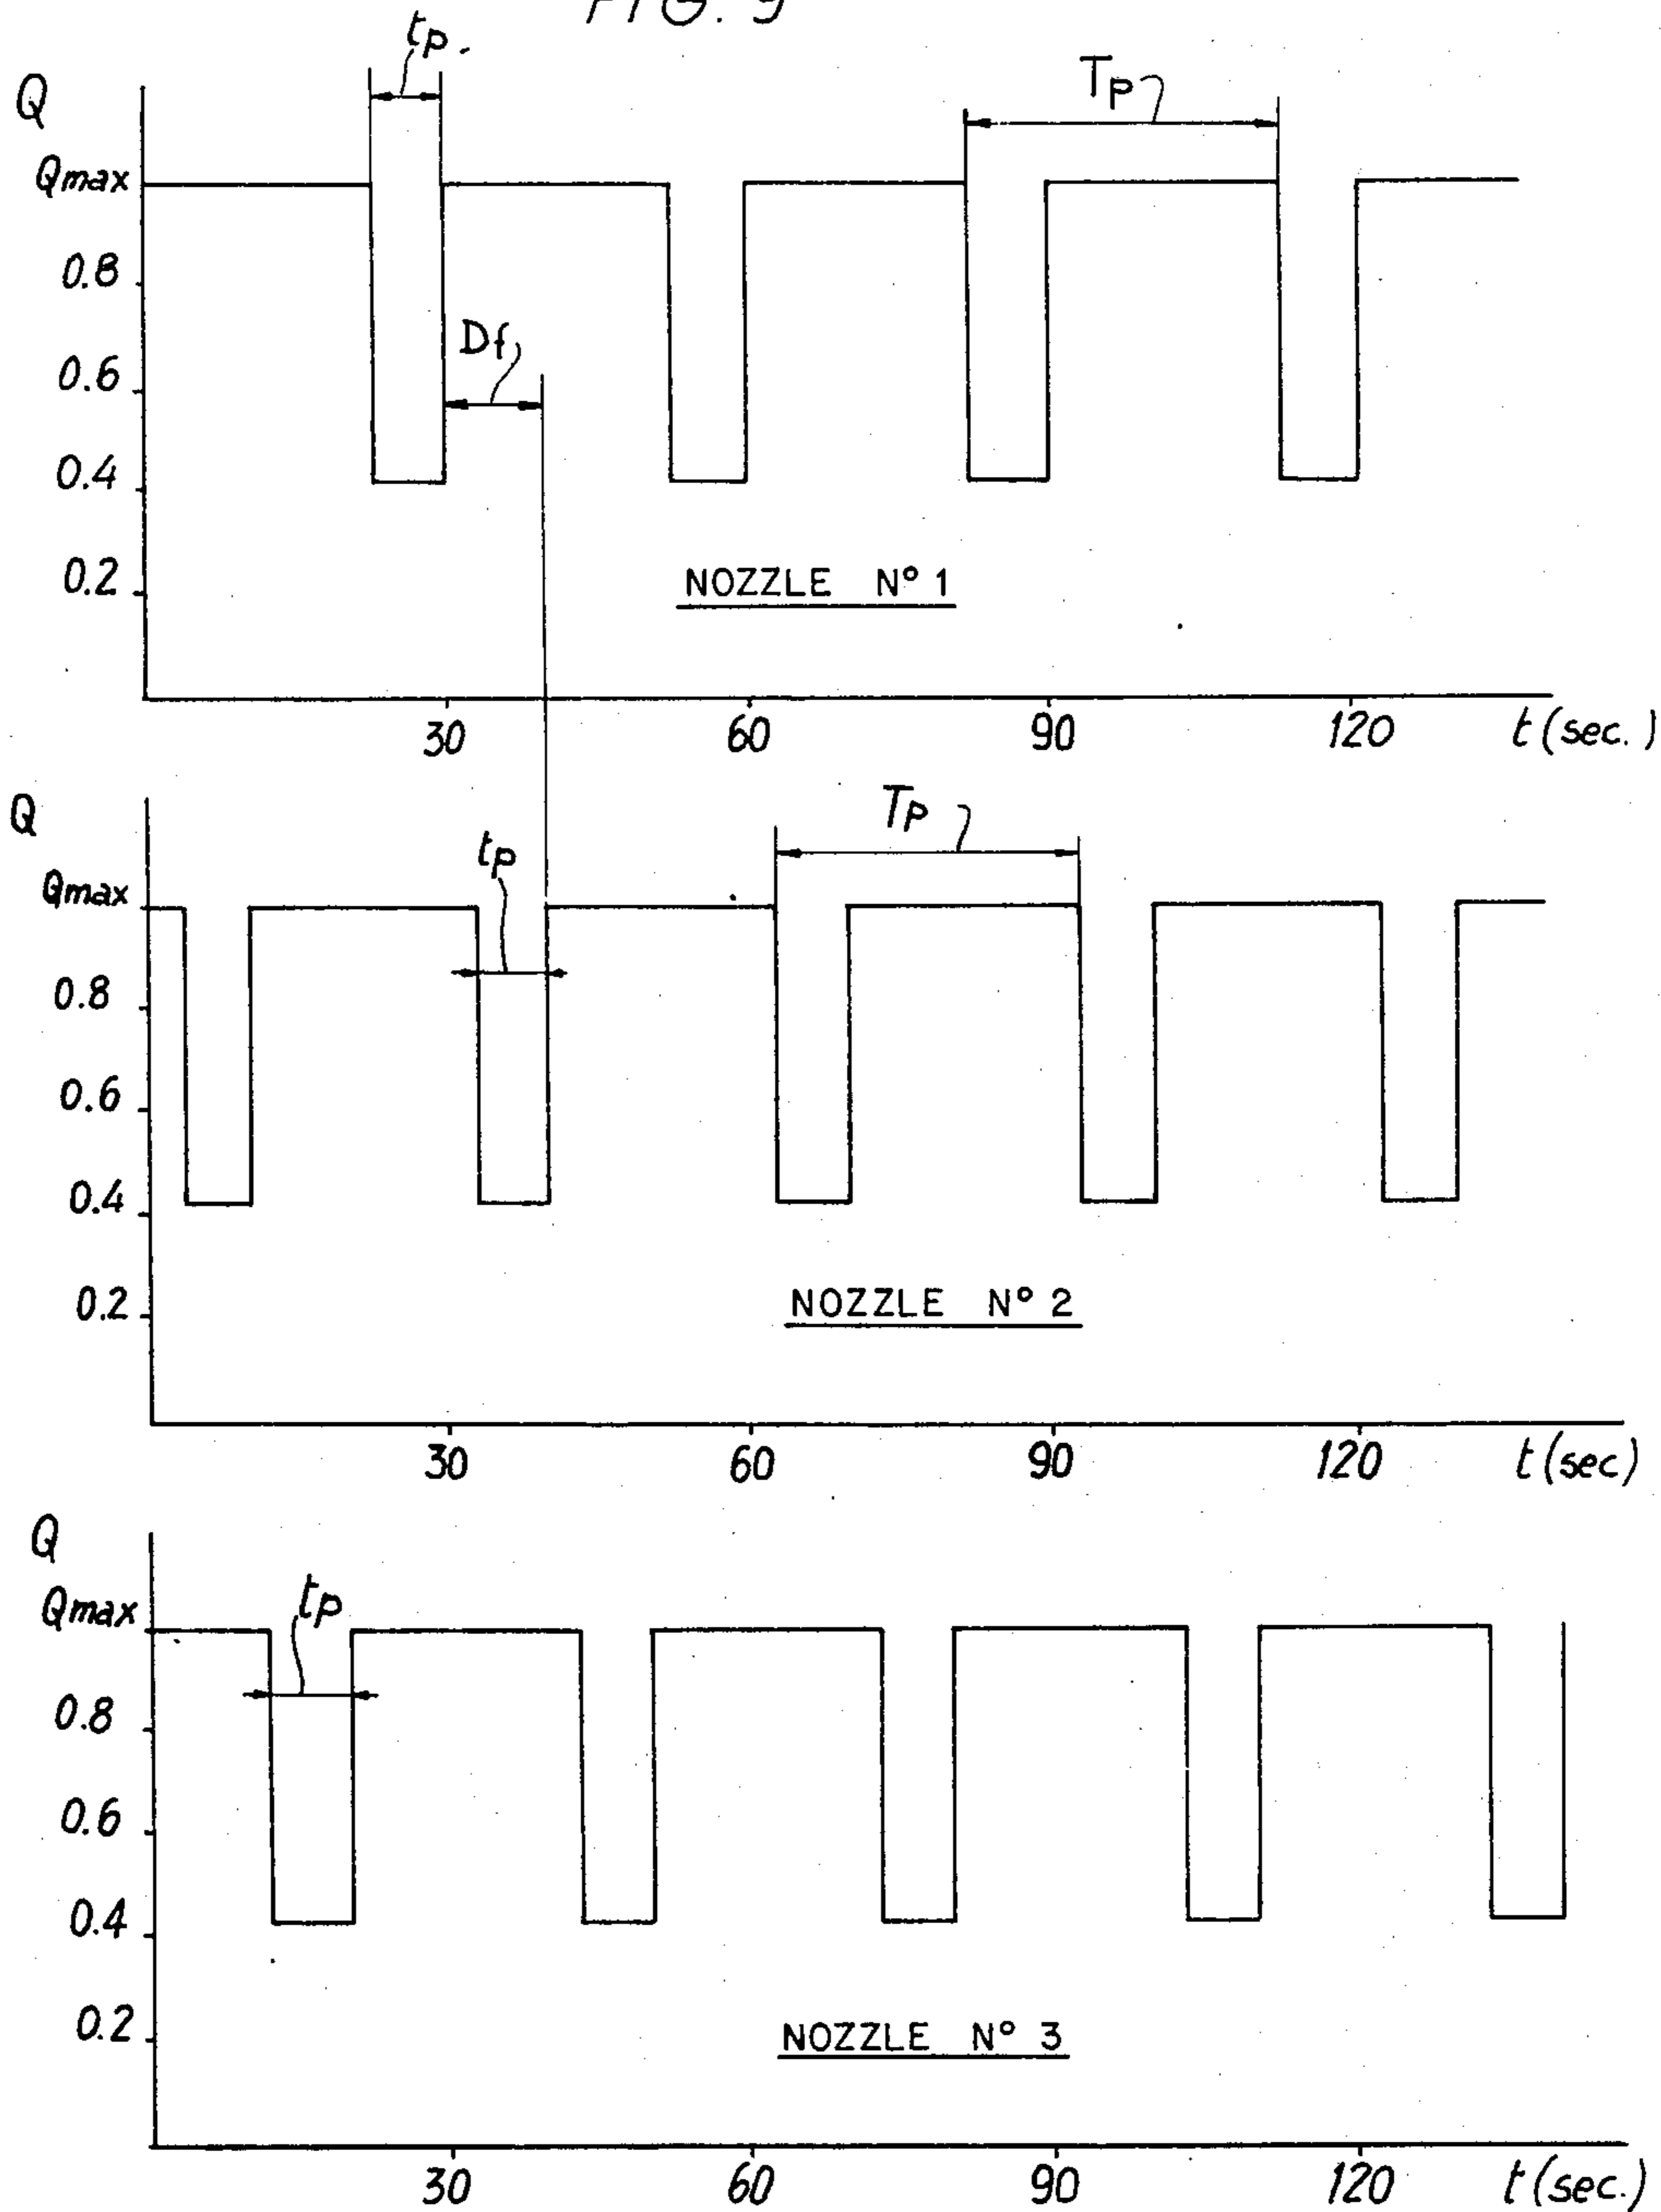 FIG. 9
tp.
Tp
Q
Qmax
0.8
Df
0.6
0.4
0.2
NOZZLE N° 1
30 60 90 120 t (sec.)
Q
Tp
tp
Qmax
0.8
0.6
0.4
0.2
NOZZLE N° 2
30 60 90 120 t (sec)
Q
Qmax
tp
0.8
0.6
0.4
0.2
NOZZLE N° 3
30 60 90 120 t (sec.)